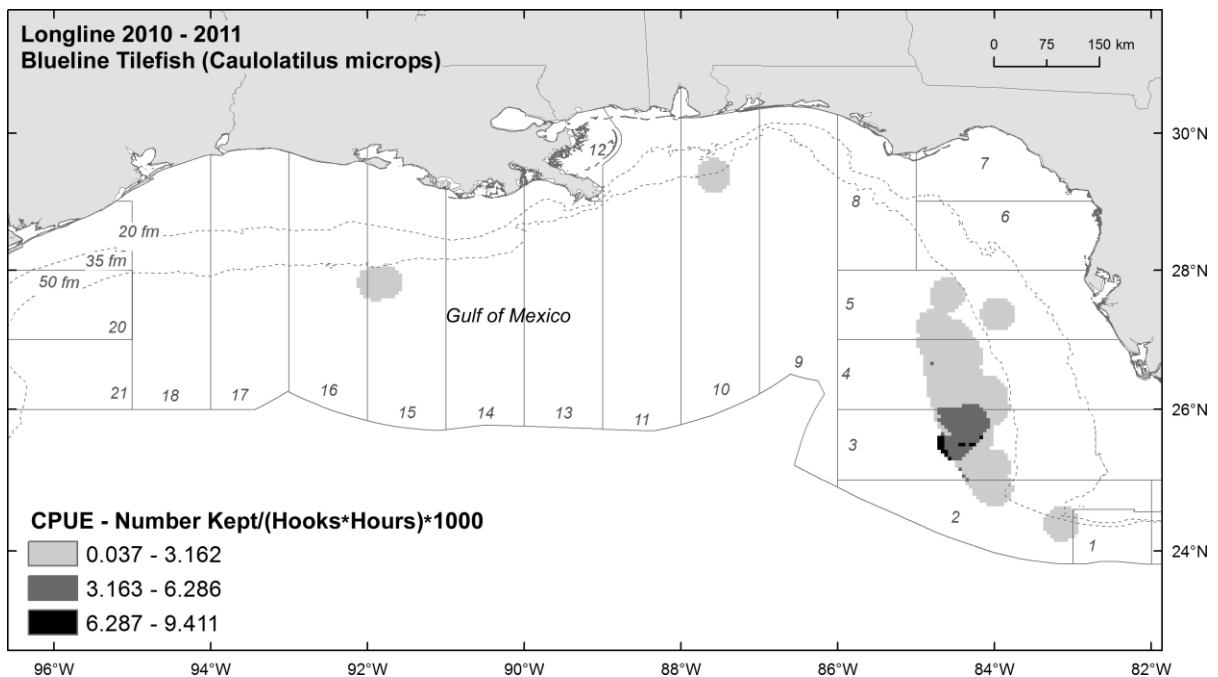 Longline 2010 - 2011
Blueline Tilefish (Caulolatilus microps)
0 75 150 km
30°N
12
7
8
6
20 fm
35 fm
28°N
50 fm
5
Gulf of Mexico
20
9
4
21
18
17
16
15
14
13
11
10
26°N
3
CPUE - Number Kept/(Hooks*Hours)*1000
2
0.037 - 3.162
1
24°N
3.163 - 6.286
6.287 - 9.411
96°W 94°W 92°W 90°W 88°W 86°W 84°W 82°W